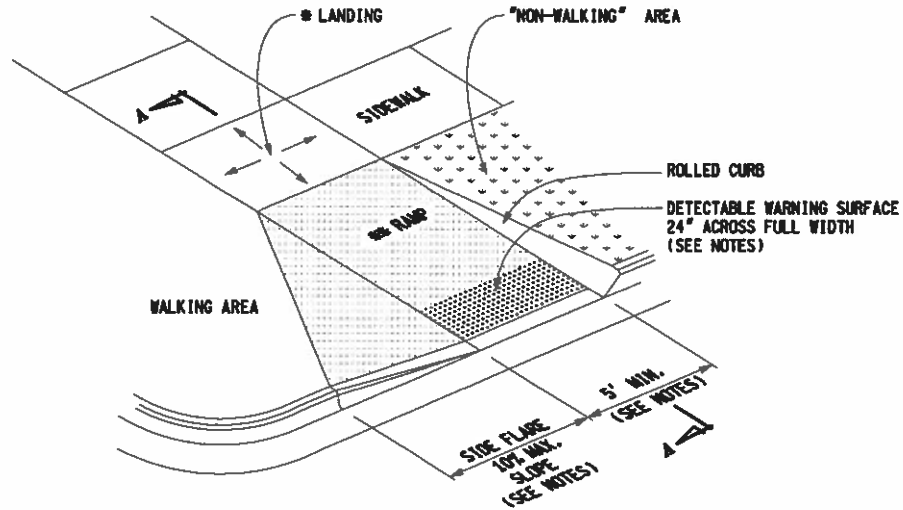 * LANDING
"NON-WALKING" AREA
A
SIDEWALK
ROLLED CURB
DETECTABLE WARNING SURFACE
24" ACROSS FULL WIDTH
(SEE NOTES)
** RAMP
WALKING AREA
5' MIN.
(SEE NOTES)
SIDE FLARE
10% MAX.
SLOPE
(SEE NOTES)
A